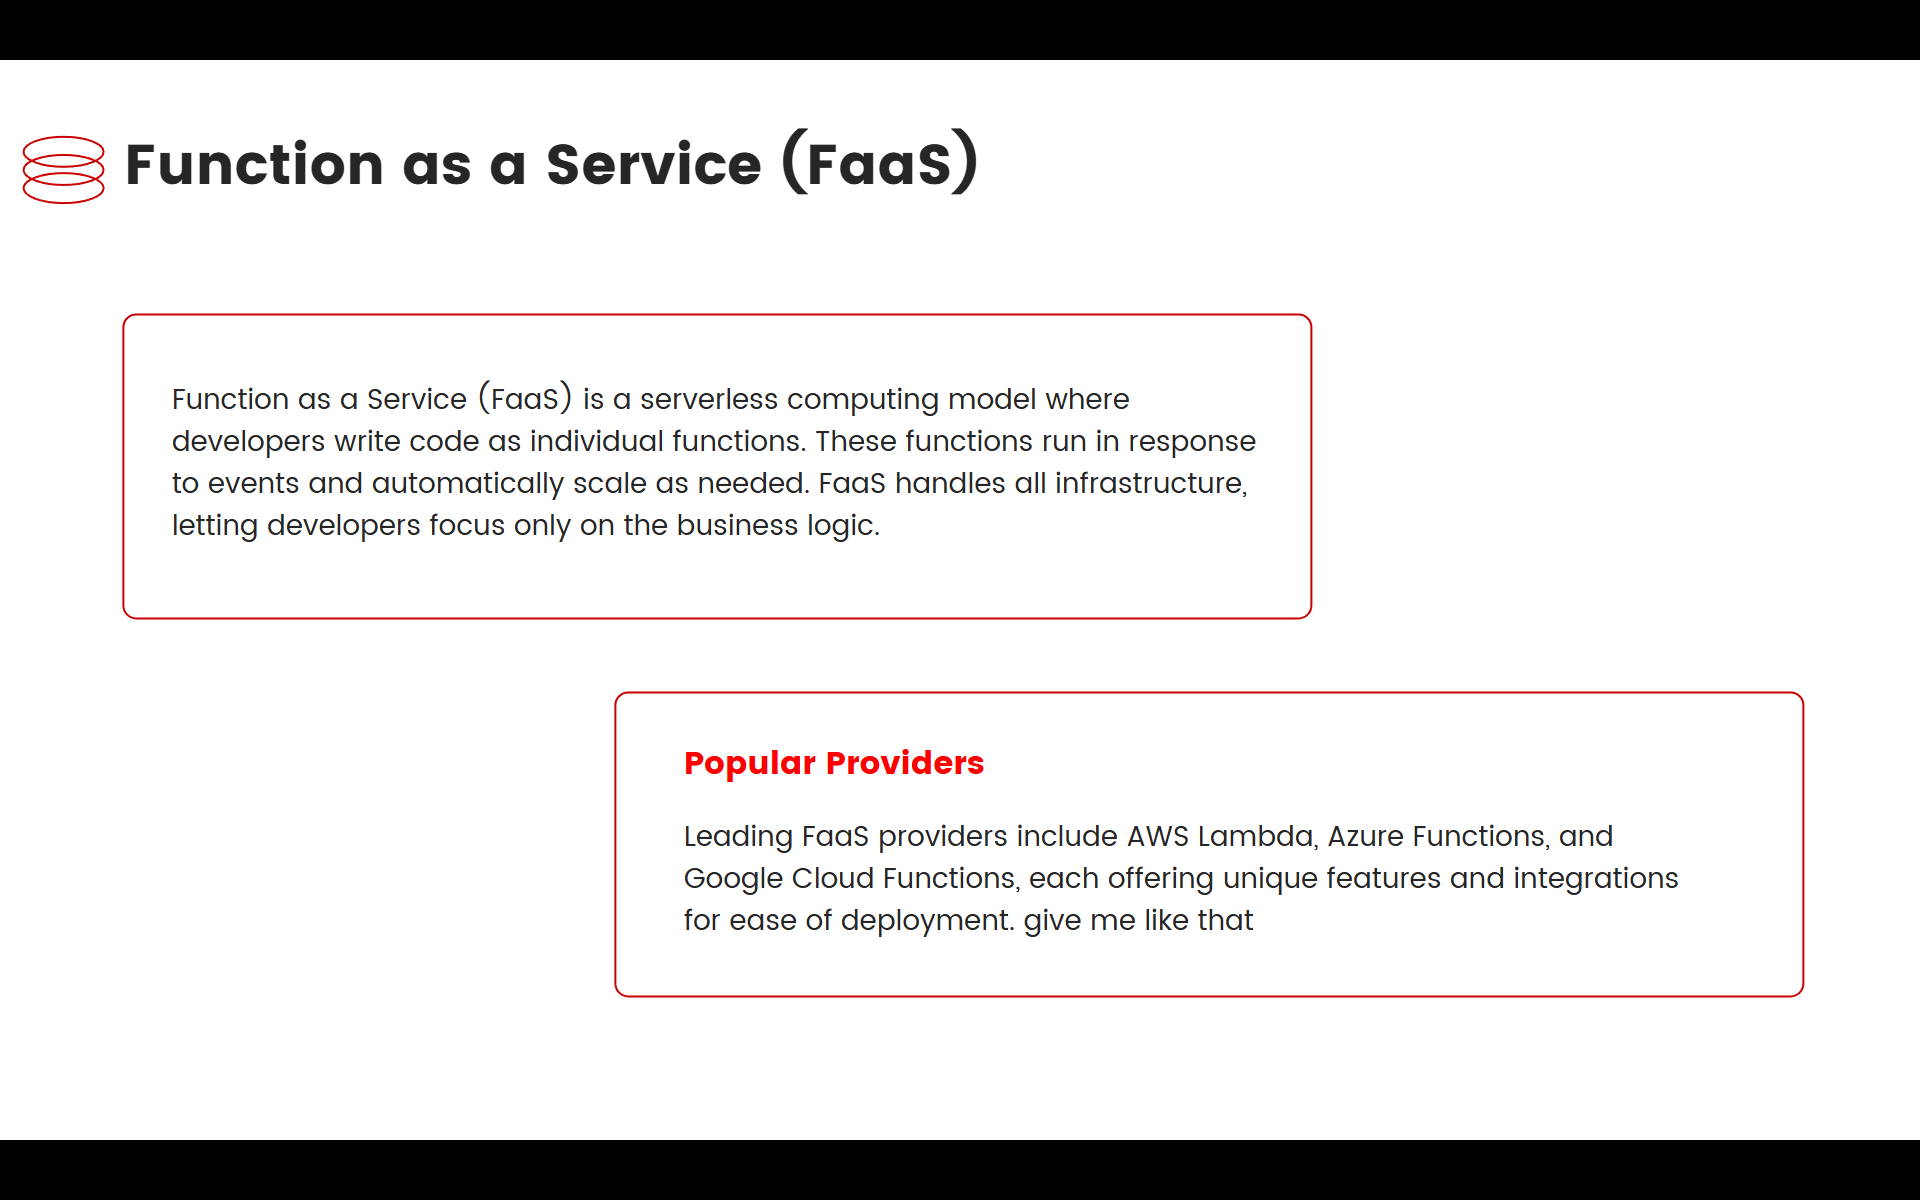 Function as a Service (FaaS)
Function as a Service (FaaS) is a serverless computing model where
developers write code as individual functions. These functions run in response
to events and automatically scale as needed. FaaS handles all infrastructure,
letting developers focus only on the business logic.
Popular Providers
Leading FaaS providers include AWS Lambda, Azure Functions, and
Google Cloud Functions, each offering unique features and integrations
for ease of deployment. give me like that